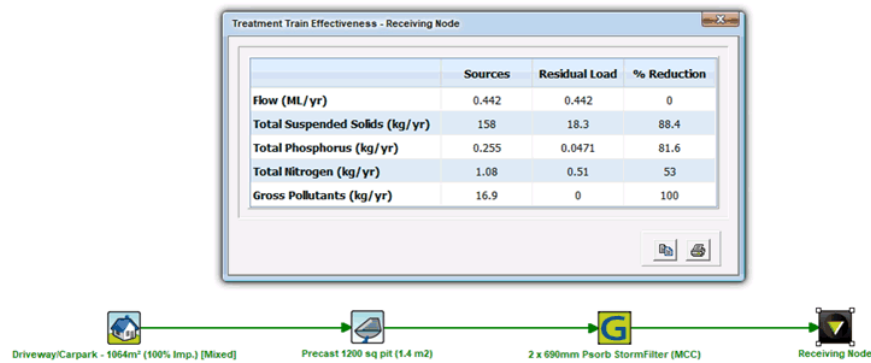 Treatment Train Effectiveness - Receiving Node
Sources Residual Load % Reduction
Flow (ML/yr) 0.442 0.442 0
Total Suspended Solids (kg/yr) 158 18.3 88.4
Total Phosphorus (kg/yr) 0.255 0.0471 81.6
Total Nitrogen (kg/yr) 1.08 0.51 53
Gross Pollutants (kg/yr) 16.9 0 100
G
Driveway/Carpark - 1064m² (100% Imp.) [Mixed] Precast 1200 sq pit (1.4 m2) 2 x 690mm Psorb StormFilter (MCC) Receiving Node